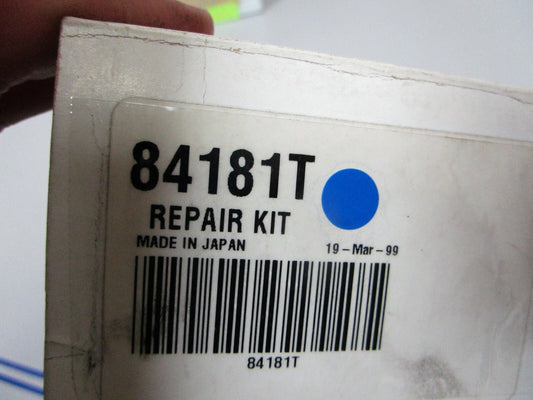 84181T
REPAIR KIT
MADE IN JAPAN 19-Mar-99
84181T